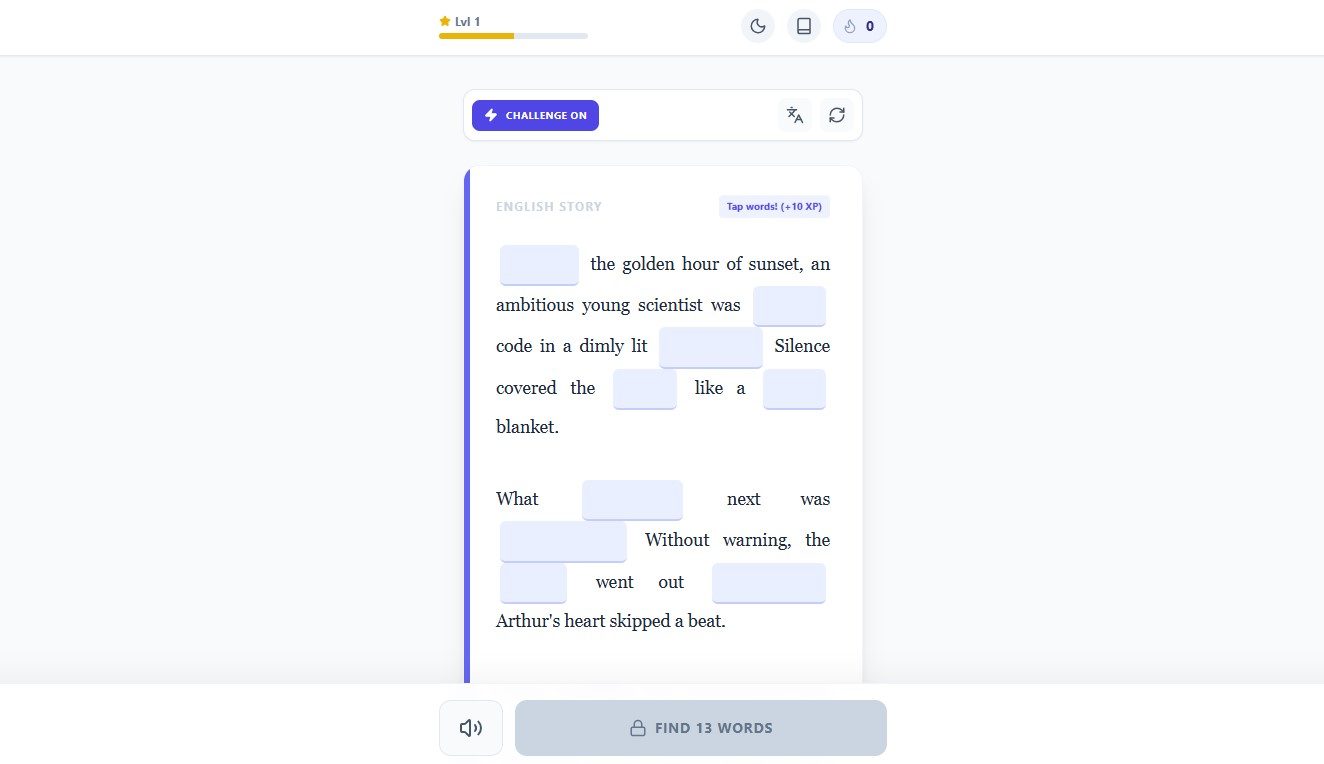 Lvl 1
0
CHALLENGE ON
ENGLISH STORY
Tap words! (+10 XP)
the golden hour of sunset, an
ambitious young scientist was
code in a dimly lit Silence
covered the like a
blanket.
What next was
Without warning, the
went out
Arthur's heart skipped a beat.
FIND 13 WORDS